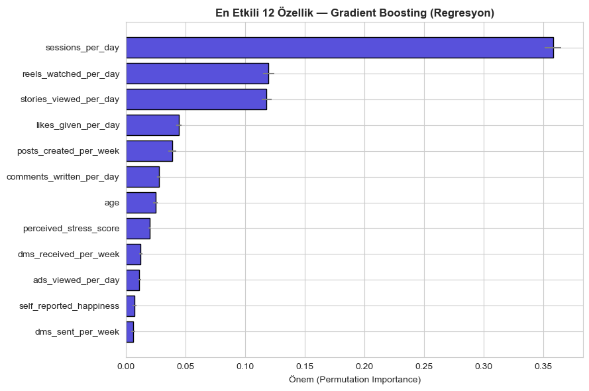 En Etkili 12 Özellik — Gradient Boosting (Regresyon)
sessions_per_day
reels_watched_per_day
stories_viewed_per_day
likes_given_per_day
posts_created_per_week
comments_written_per_day
age
perceived_stress_score
dms_received_per_week
ads_viewed_per_day
self_reported_happiness
dms_sent_per_week
0.00 0.05 0.10 0.15 0.20 0.25 0.30 0.35
Önem (Permutation Importance)